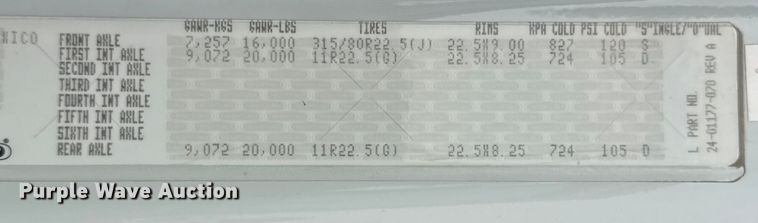 GAWR-KGS GAWR-LBS TIRES RIMS KPA COLD PSI COLD "S"INGLE/"D"UAL
FRONT AXLE 7,257 16,000 315/80R22.5(J) 22.5X9.00 827 120 S
FIRST INT AXLE 9,072 20,000 11R22.5(G) 22.5X8.25 724 105 D
SECOND INT AXLE
THIRD INT AXLE
FOURTH INT AXLE
FIFTH INT AXLE
SIXTH INT AXLE
REAR AXLE 9,072 20,000 11R22.5(G) 22.5X8.25 724 105 D
L PART NO.
24-01177-070 REV A
Purple Wave Auction